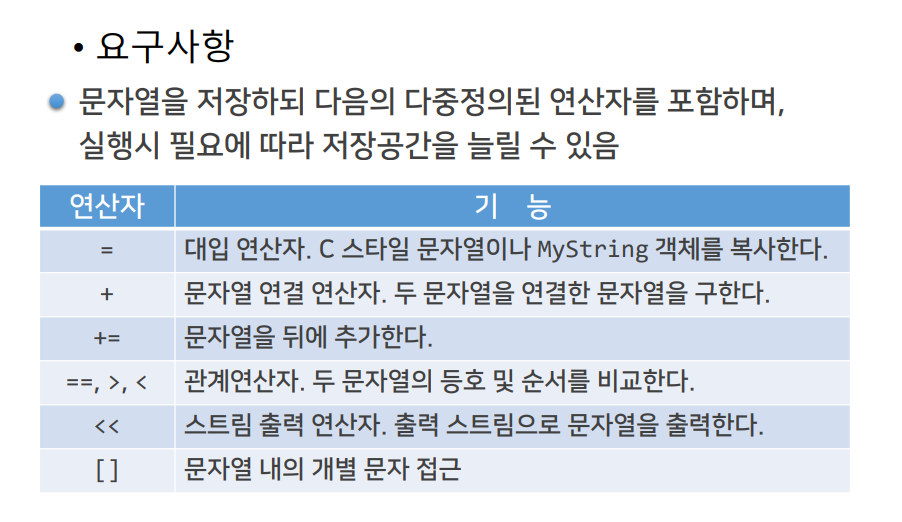 • 요구사항
문자열을 저장하되 다음의 다중정의된 연산자를 포함하며,
실행시 필요에 따라 저장공간을 늘릴 수 있음
연산자 기 능
= 대입 연산자. C 스타일 문자열이나 MyString 객체를 복사한다.
+ 문자열 연결 연산자. 두 문자열을 연결한 문자열을 구한다.
+= 문자열을 뒤에 추가한다.
==, >, < 관계연산자. 두 문자열의 등호 및 순서를 비교한다.
<< 스트림 출력 연산자. 출력 스트림으로 문자열을 출력한다.
[] 문자열 내의 개별 문자 접근